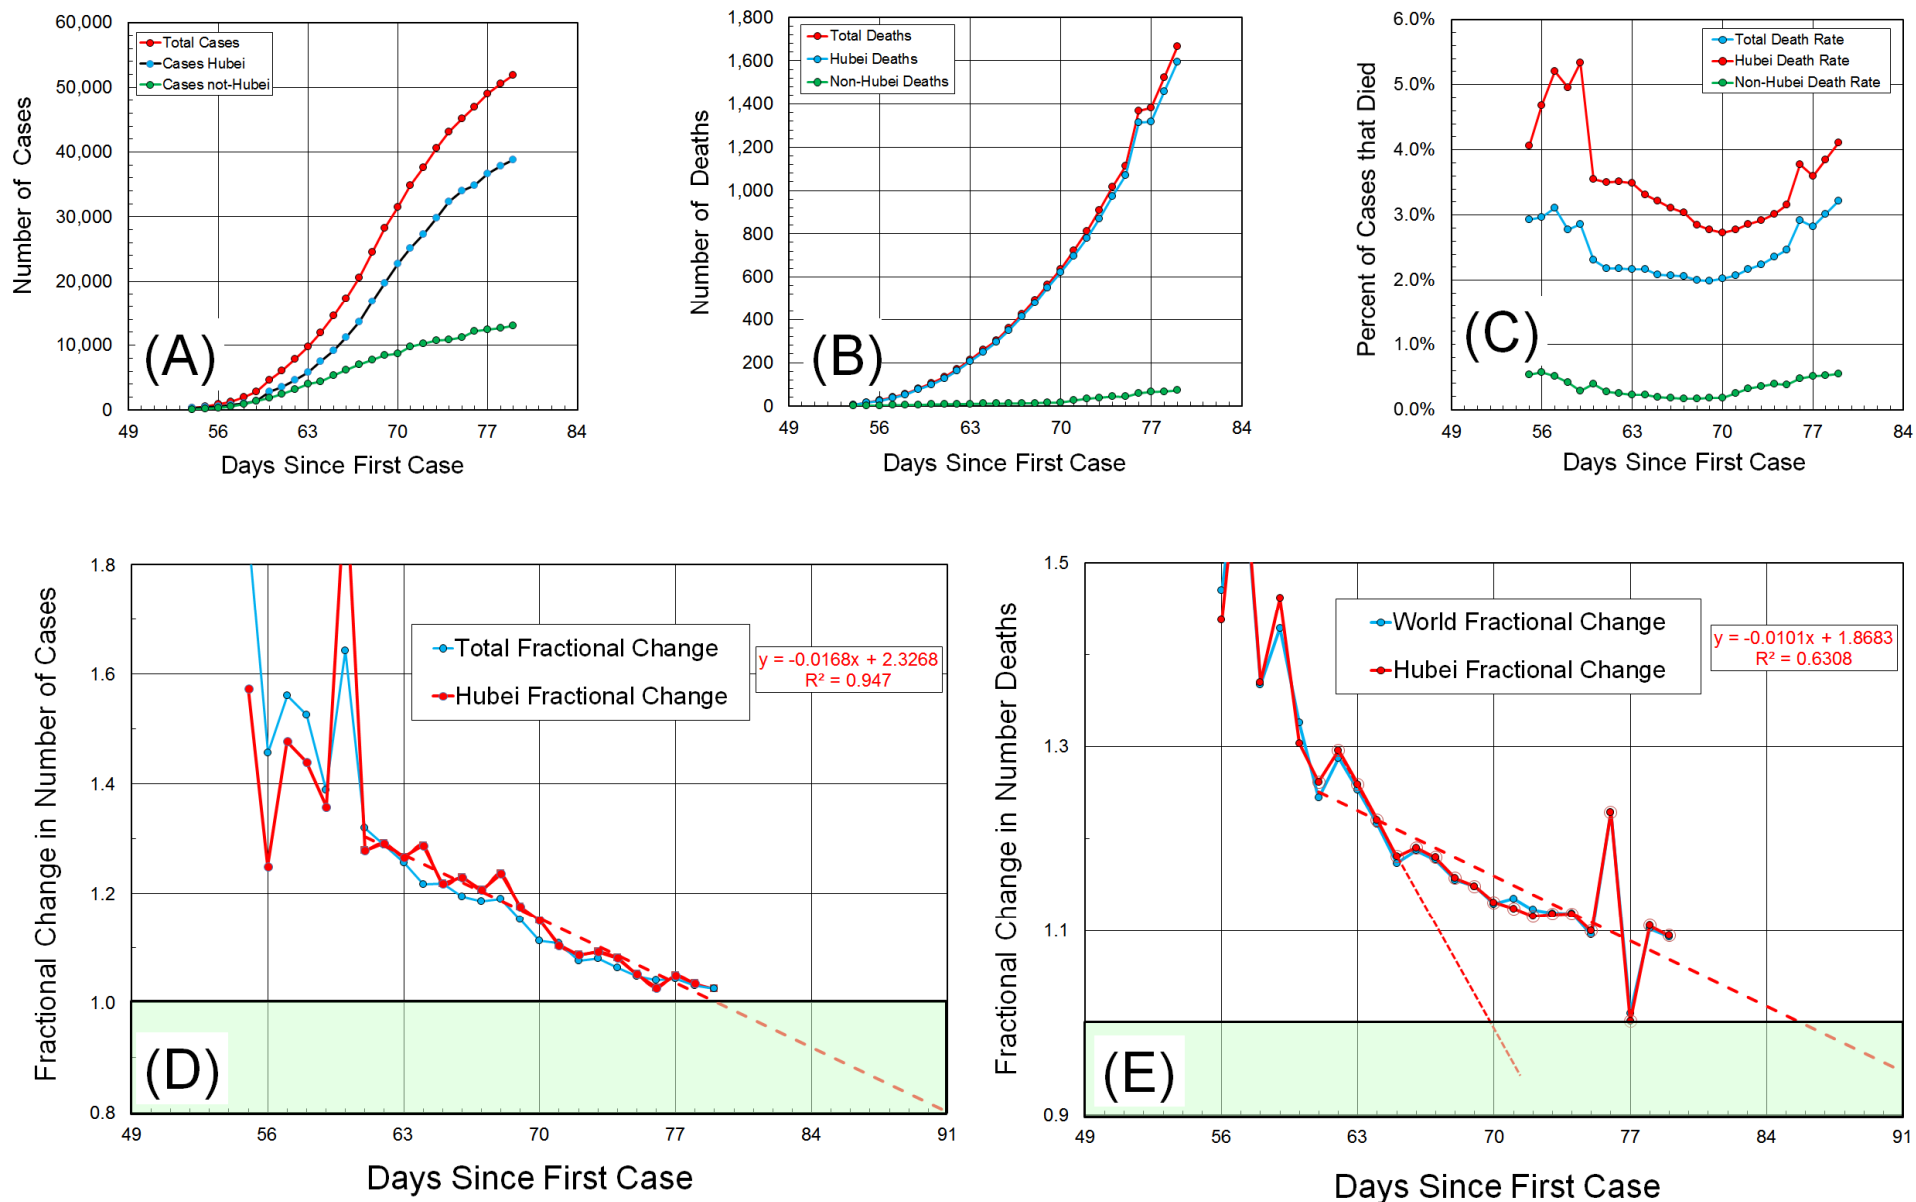 60,000
50,000
40,000
30,000
20,000
10,000
0
Number of Cases
Total Cases
Cases Hubei
Cases not-Hubei
(A)
49 56 63 70 77 84
Days Since First Case
1,800
1,600
1,400
1,200
1,000
800
600
400
200
0
Number of Deaths
Total Deaths
Hubei Deaths
Non-Hubei Deaths
(B)
49 56 63 70 77 84
Days Since First Case
6.0%
5.0%
4.0%
3.0%
2.0%
1.0%
0.0%
Percent of Cases that Died
Total Death Rate
Hubei Death Rate
Non-Hubei Death Rate
(C)
49 56 63 70 77 84
Days Since First Case
1.8
1.6
1.4
1.2
1.0
0.8
Fractional Change in Number of Cases
Total Fractional Change
Hubei Fractional Change
y = -0.0168x + 2.3268
R² = 0.947
(D)
49 56 63 70 77 84 91
Days Since First Case
1.5
1.3
1.1
0.9
Fractional Change in Number Deaths
World Fractional Change
Hubei Fractional Change
y = -0.0101x + 1.8683
R² = 0.6308
(E)
49 56 63 70 77 84 91
Days Since First Case